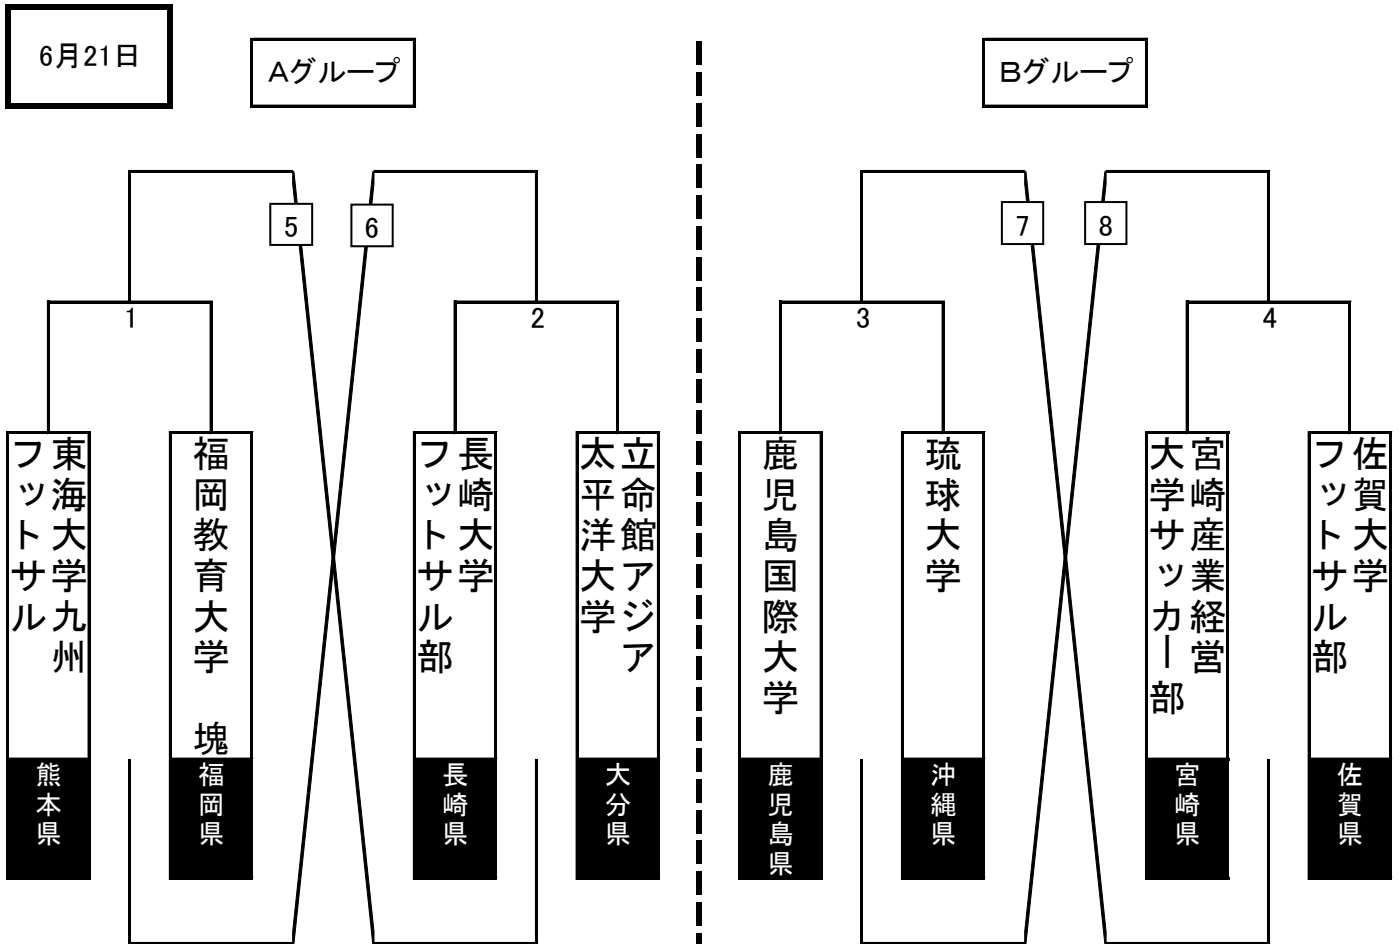 6月21日
Aグループ
Bグループ
5
6
7
8
1
2
3
4
東海大学九州
フットサル
福岡教育大学　塊
長崎大学
フットサル部
立命館アジア
太平洋大学
鹿児島国際大学
琉球大学
宮崎産業経営
大学サッカー部
佐賀大学
フットサル部
熊本県
福岡県
長崎県
大分県
鹿児島県
沖縄県
宮崎県
佐賀県